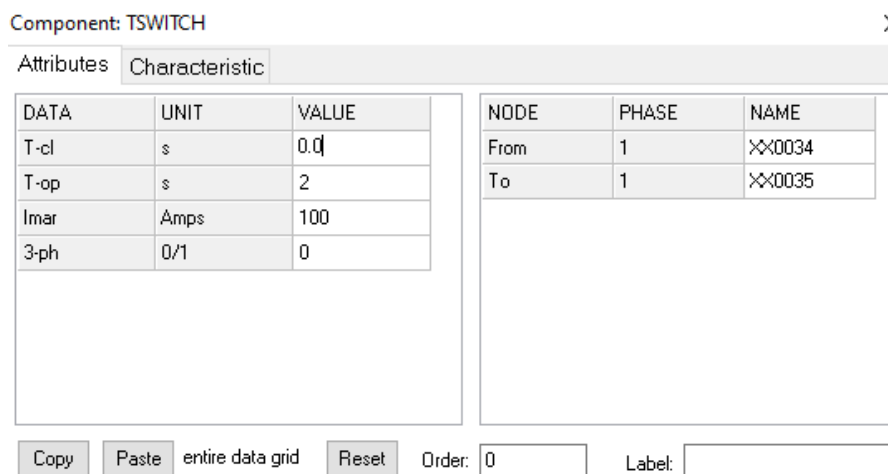 Component: TSWITCH
Attributes Characteristic
DATA UNIT VALUE
T-cl s 0.0
T-op s 2
Imar Amps 100
3-ph 0/1 0
NODE PHASE NAME
From 1 XX0034
To 1 XX0035
Copy Paste entire data grid Reset Order: 0 Label: